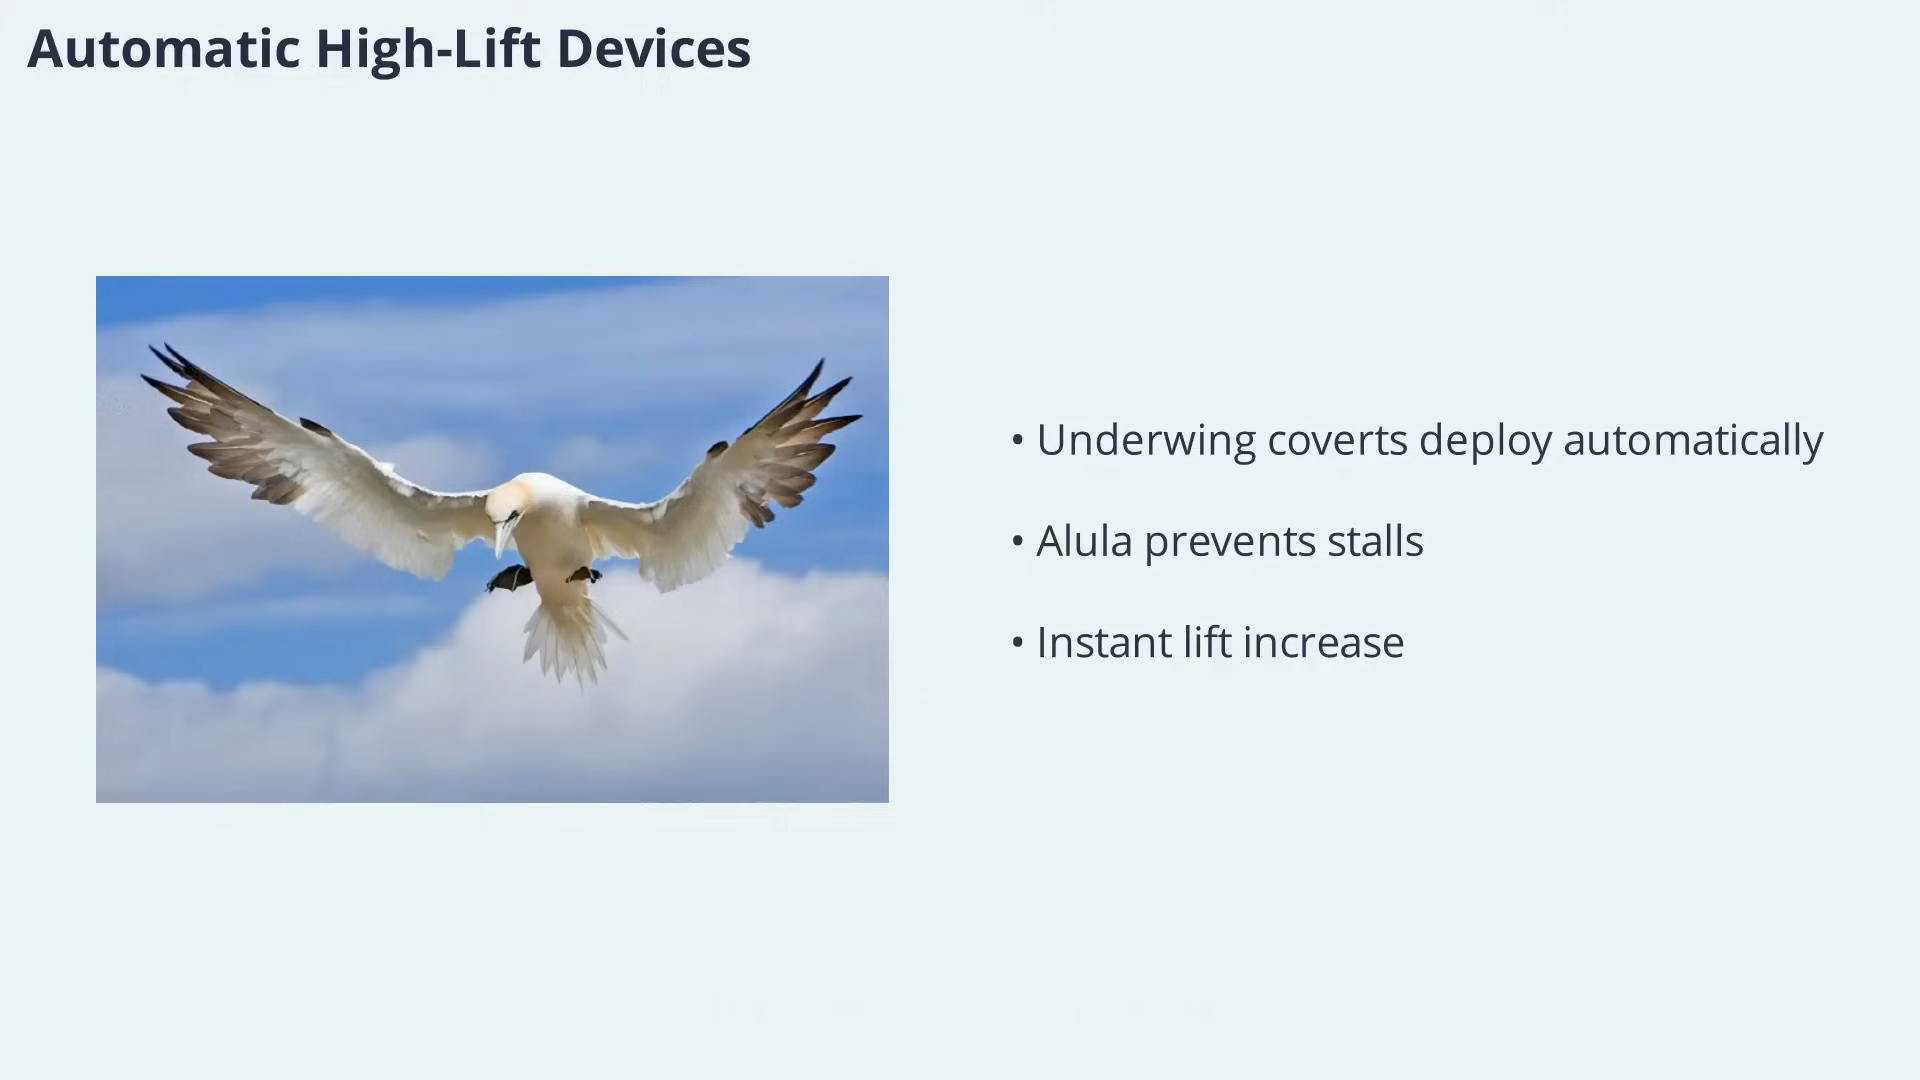 Automatic High-Lift Devices
• Underwing coverts deploy automatically
• Alula prevents stalls
• Instant lift increase